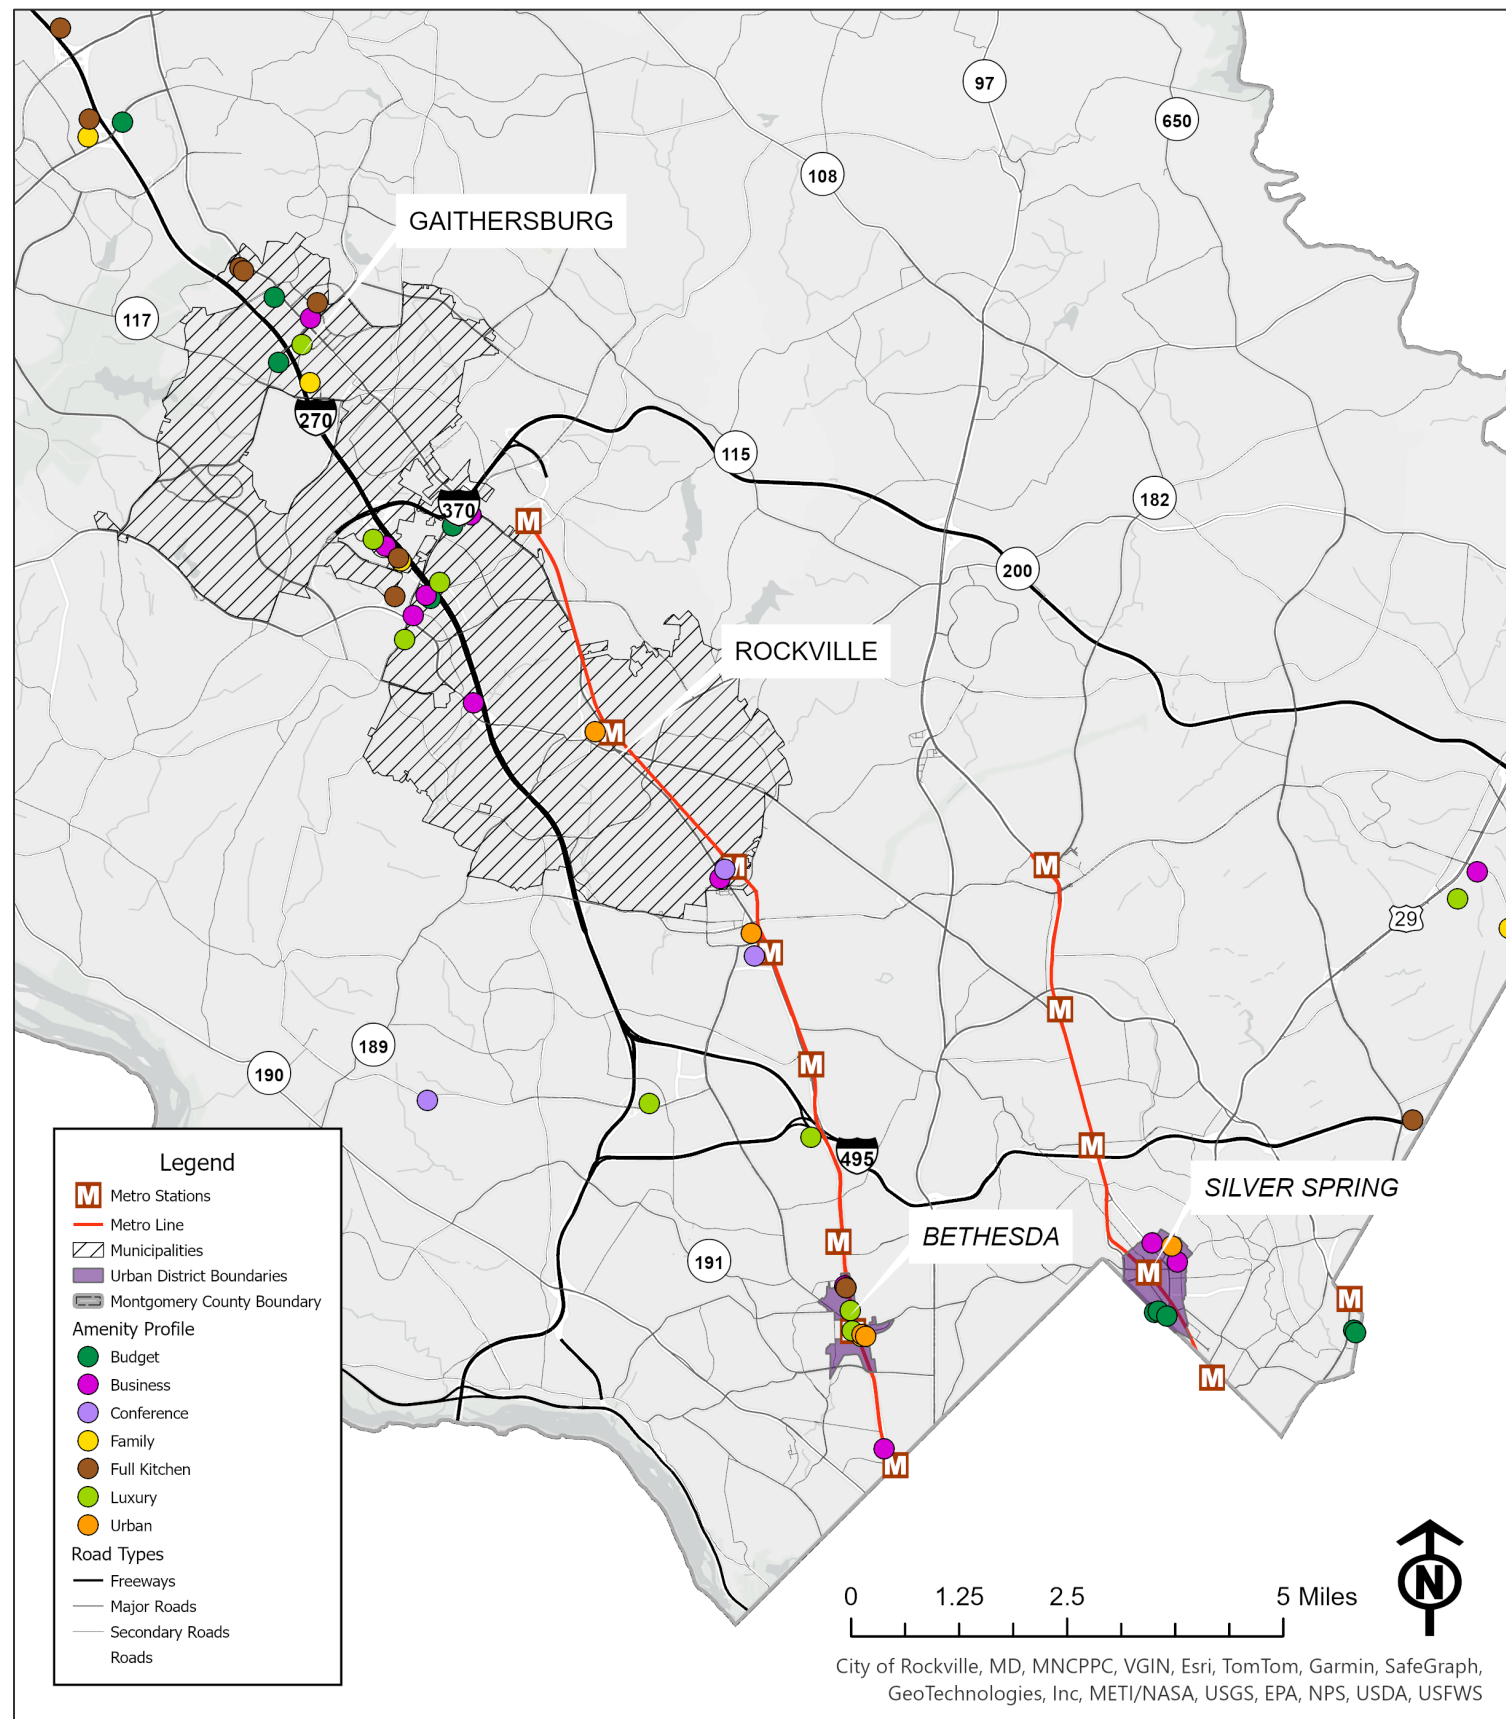 97
650
108
GAITHERSBURG
117
270
115
370
182
200
ROCKVILLE
M
M
M
M
29
M
M
189
190
M
M
495
SILVER SPRING
BETHESDA
191
M
M
M
M
M
Legend
M Metro Stations
Metro Line
Municipalities
Urban District Boundaries
Montgomery County Boundary
Amenity Profile
Budget
Business
Conference
Family
Full Kitchen
Luxury
Urban
Road Types
Freeways
Major Roads
Secondary Roads
Roads
0 1.25 2.5 5 Miles
N
City of Rockville, MD, MNCPPC, VGIN, Esri, TomTom, Garmin, SafeGraph,
GeoTechnologies, Inc, METI/NASA, USGS, EPA, NPS, USDA, USFWS